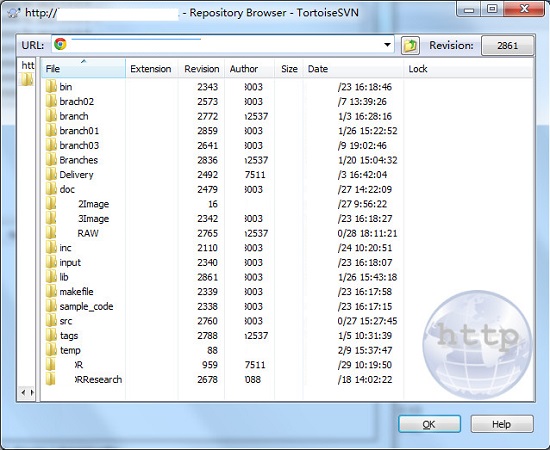 http:// - Repository Browser - TortoiseSVN
URL: Revision: 2861
htt File Extension Revision Author Size Date Lock
bin 2343 3003 /23 16:18:46
brach02 2573 3003 /7 13:39:26
branch 2772 2537 1/3 16:28:16
branch01 2859 3003 1/26 15:22:52
branch03 2641 3003 /9 19:02:46
Branches 2836 2537 1/20 15:04:32
Delivery 2492 7511 /3 16:42:04
doc 2479 3003 /27 14:22:09
2Image 16 /27 9:56:22
3Image 2342 3003 /23 16:18:27
RAW 2765 2537 0/28 18:11:21
inc 2110 3003 /24 10:20:51
input 2340 3003 /23 16:18:07
lib 2861 3003 1/26 15:43:18
makefile 2339 3003 /23 16:17:58
sample_code 2338 3003 /23 16:17:15
src 2760 3003 0/27 15:27:45
tags 2788 2537 1/5 10:31:39
temp 88 2/9 15:37:47
R 959 7511 /29 10:19:50
RResearch 2678 088 /18 14:02:22
http
OK Help